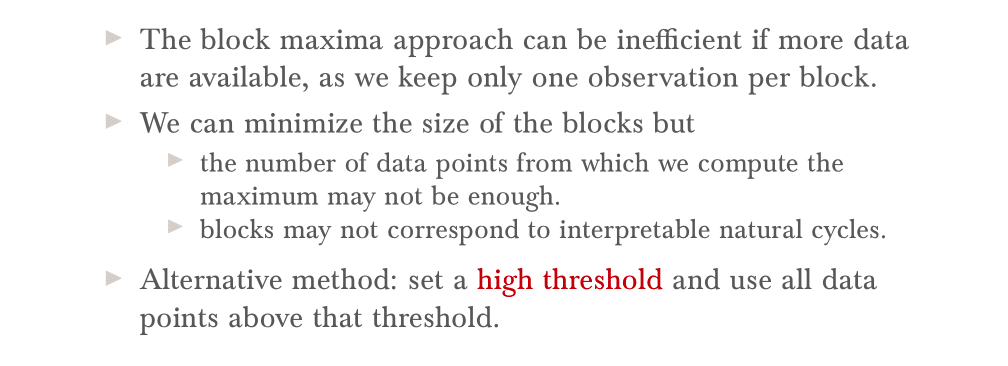 The block maxima approach can be inefficient if more data
are available, as we keep only one observation per block.
We can minimize the size of the blocks but
the number of data points from which we compute the
maximum may not be enough.
blocks may not correspond to interpretable natural cycles.
Alternative method: set a high threshold and use all data
points above that threshold.